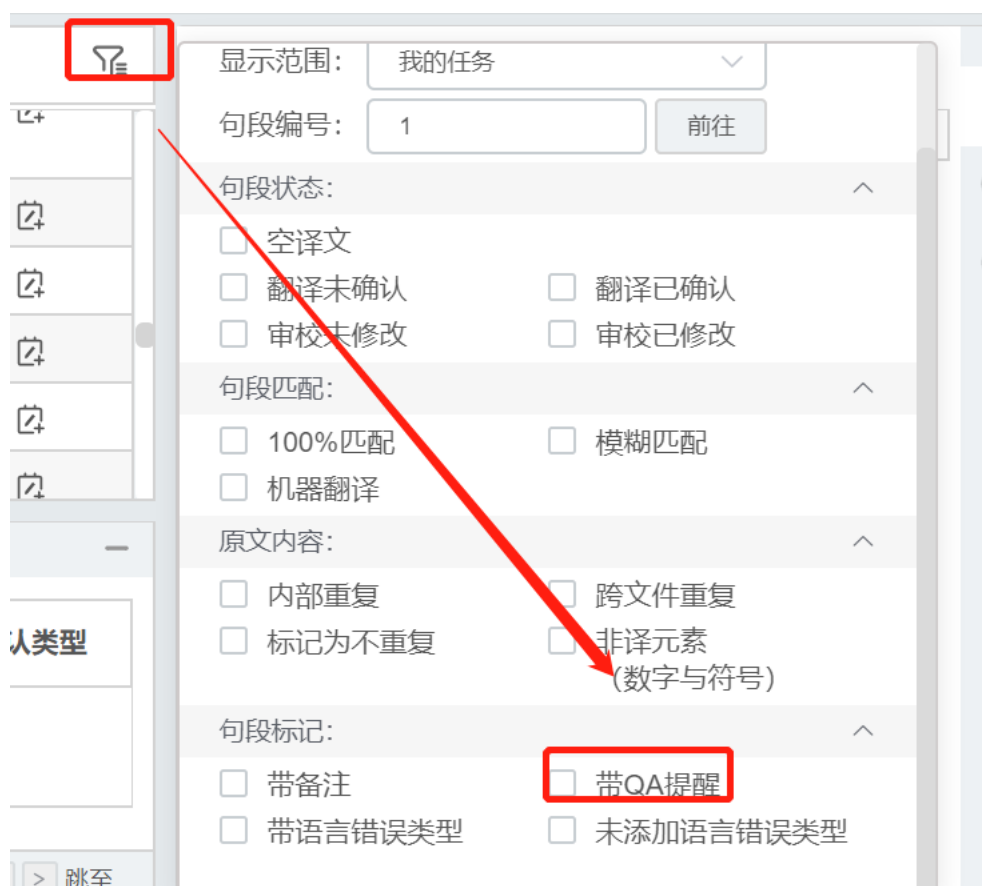 显示范围： 我的任务
句段编号： 1 前往
句段状态：
空译文
翻译未确认 翻译已确认
审校未修改 审校已修改
句段匹配：
100%匹配 模糊匹配
机器翻译
原文内容：
内部重复 跨文件重复
标记为不重复 非译元素
（数字与符号）
认类型
句段标记：
带备注 带QA提醒
带语言错误类型 未添加语言错误类型
> 跳至